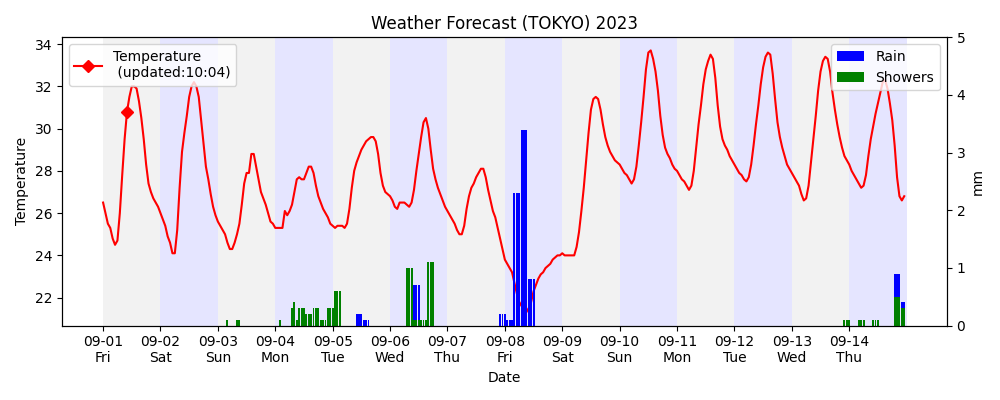 Weather Forecast (TOKYO) 2023
Temperature
(updated:10:04)
Rain
Showers
Temperature
34
32
30
28
26
24
22
5
4
3
2
1
0
mm
09-01 09-02 09-03 09-04 09-05 09-06 09-07 09-08 09-09 09-10 09-11 09-12 09-13 09-14
Fri Sat Sun Mon Tue Wed Thu Fri Sat Sun Mon Tue Wed Thu
Date